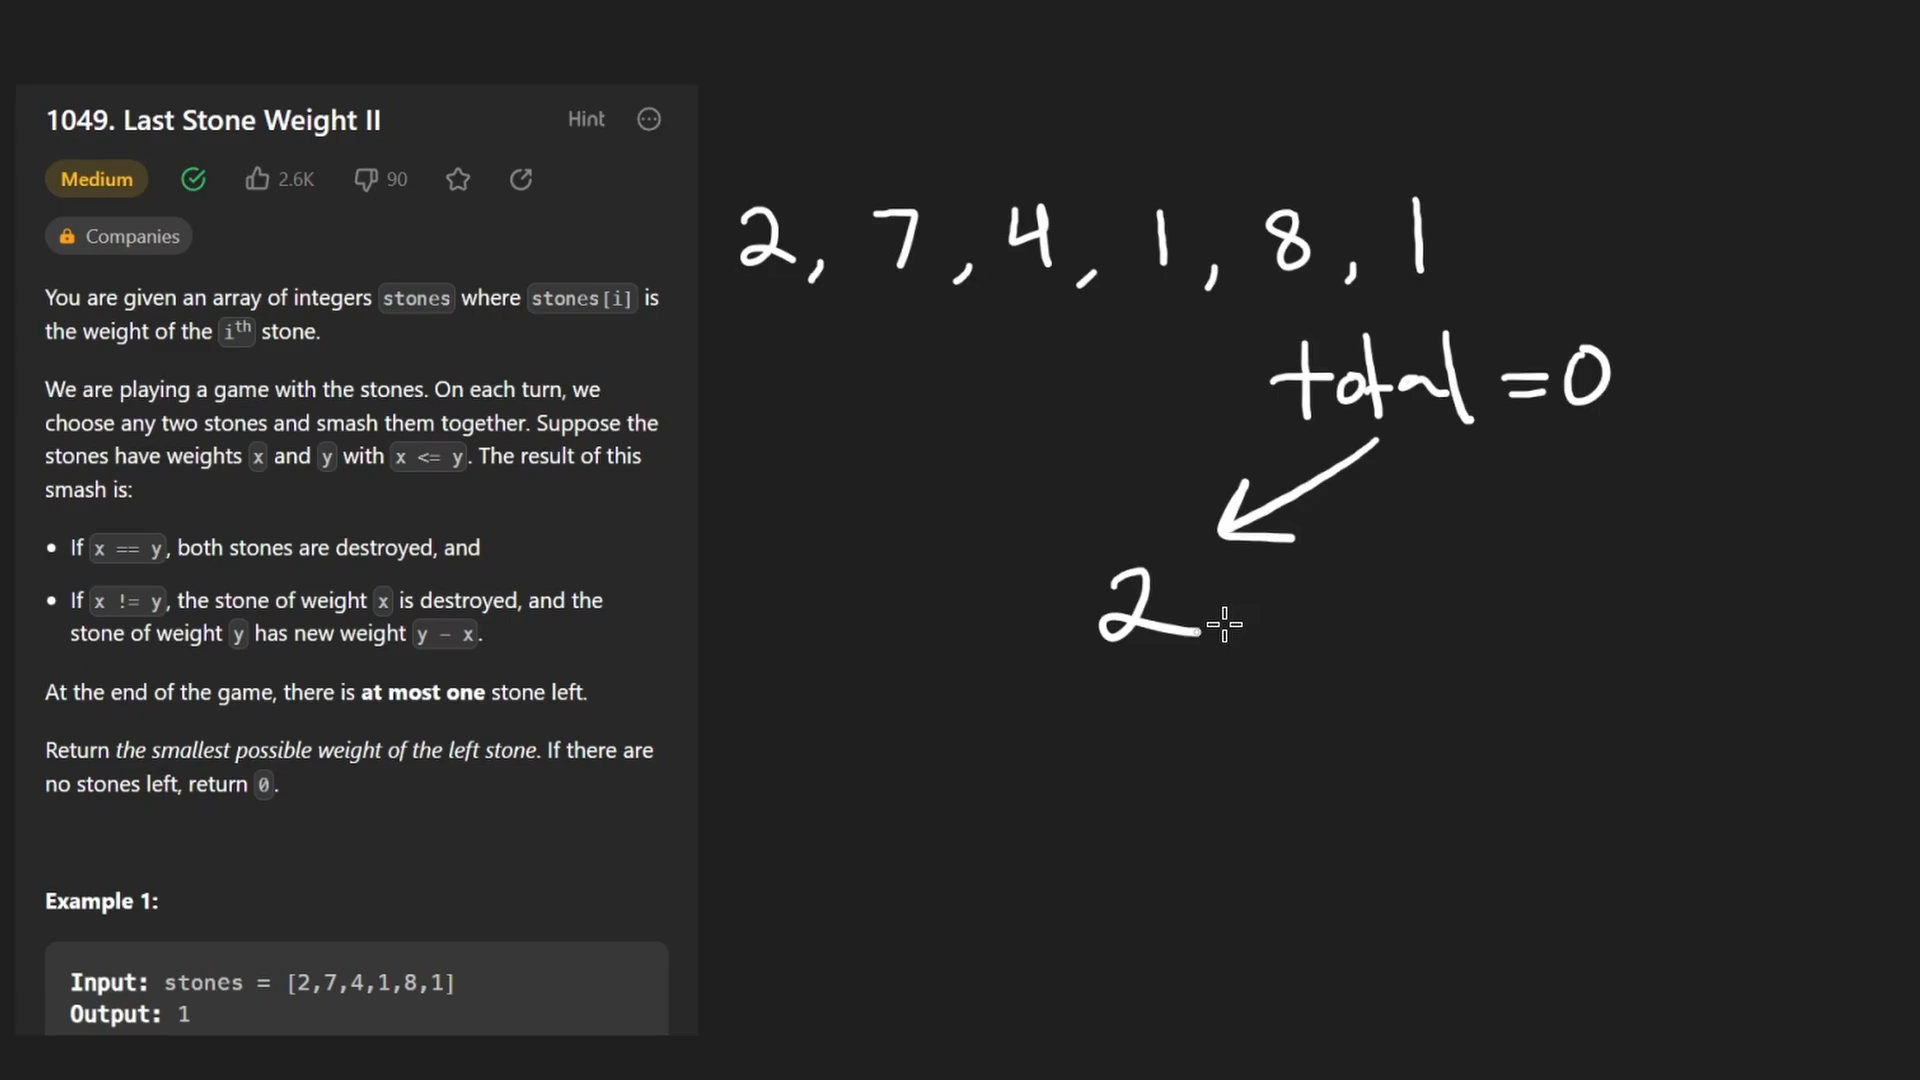 1049. Last Stone Weight II
Hint
Medium
2.6K
90
Companies
You are given an array of integers stones where stones[i] is
the weight of the ith stone.
We are playing a game with the stones. On each turn, we
choose any two stones and smash them together. Suppose the
stones have weights x and y with x <= y. The result of this
smash is:
• If x == y, both stones are destroyed, and
• If x != y, the stone of weight x is destroyed, and the
stone of weight y has new weight y - x.
At the end of the game, there is at most one stone left.
Return the smallest possible weight of the left stone. If there are
no stones left, return 0.
Example 1:
Input: stones = [2,7,4,1,8,1]
Output: 1
2, 7, 4, 1, 8, 1
total = 0
2